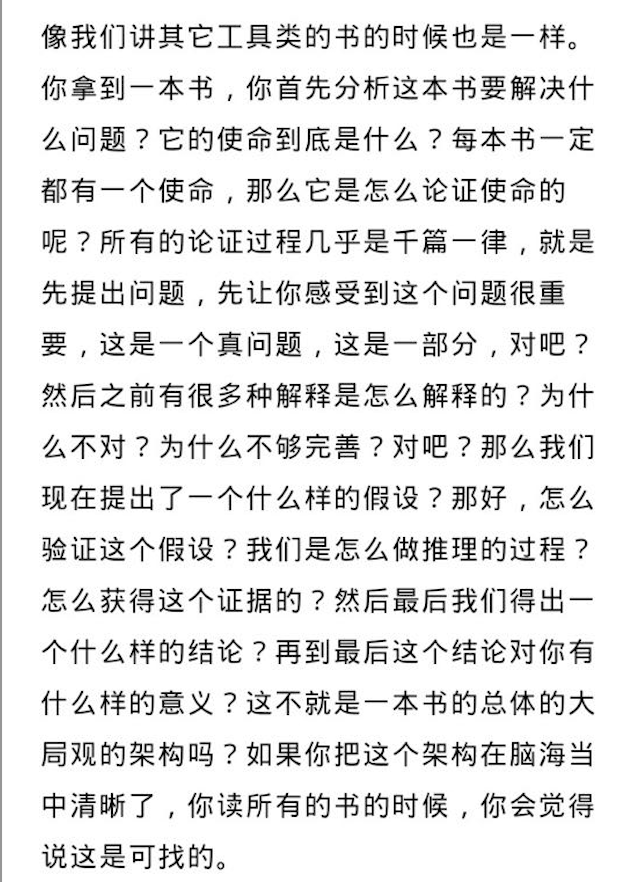 像我们讲其它工具类的书的时候也是一样。
你拿到一本书，你首先分析这本书要解决什
么问题？它的使命到底是什么？每本书一定
都有一个使命，那么它是怎么论证使命的
呢？所有的论证过程几乎是千篇一律，就是
先提出问题，先让你感受到这个问题很重
要，这是一个真问题，这是一部分，对吧？
然后之前有很多种解释是怎么解释的？为什
么不对？为什么不够完善？对吧？那么我们
现在提出了一个什么样的假设？那好，怎么
验证这个假设？我们是怎么做推理的过程？
怎么获得这个证据的？然后最后我们得出一
个什么样的结论？再到最后这个结论对你有
什么样的意义？这不就是一本书的总体的大
局观的架构吗？如果你把这个架构在脑海当
中清晰了，你读所有的书的时候，你会觉得
说这是可找的。